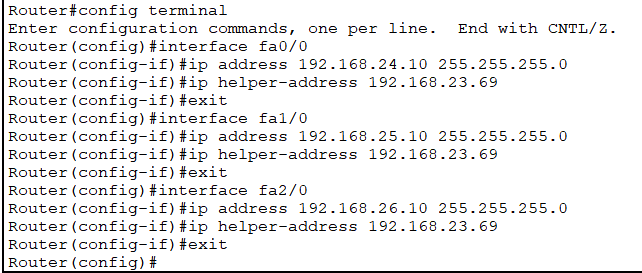 Router#config terminal
Enter configuration commands, one per line.  End with CNTL/Z.
Router(config)#interface fa0/0
Router(config-if)#ip address 192.168.24.10 255.255.255.0
Router(config-if)#ip helper-address 192.168.23.69
Router(config-if)#exit
Router(config)#interface fa1/0
Router(config-if)#ip address 192.168.25.10 255.255.255.0
Router(config-if)#ip helper-address 192.168.23.69
Router(config-if)#exit
Router(config)#interface fa2/0
Router(config-if)#ip address 192.168.26.10 255.255.255.0
Router(config-if)#ip helper-address 192.168.23.69
Router(config-if)#exit
Router(config)#